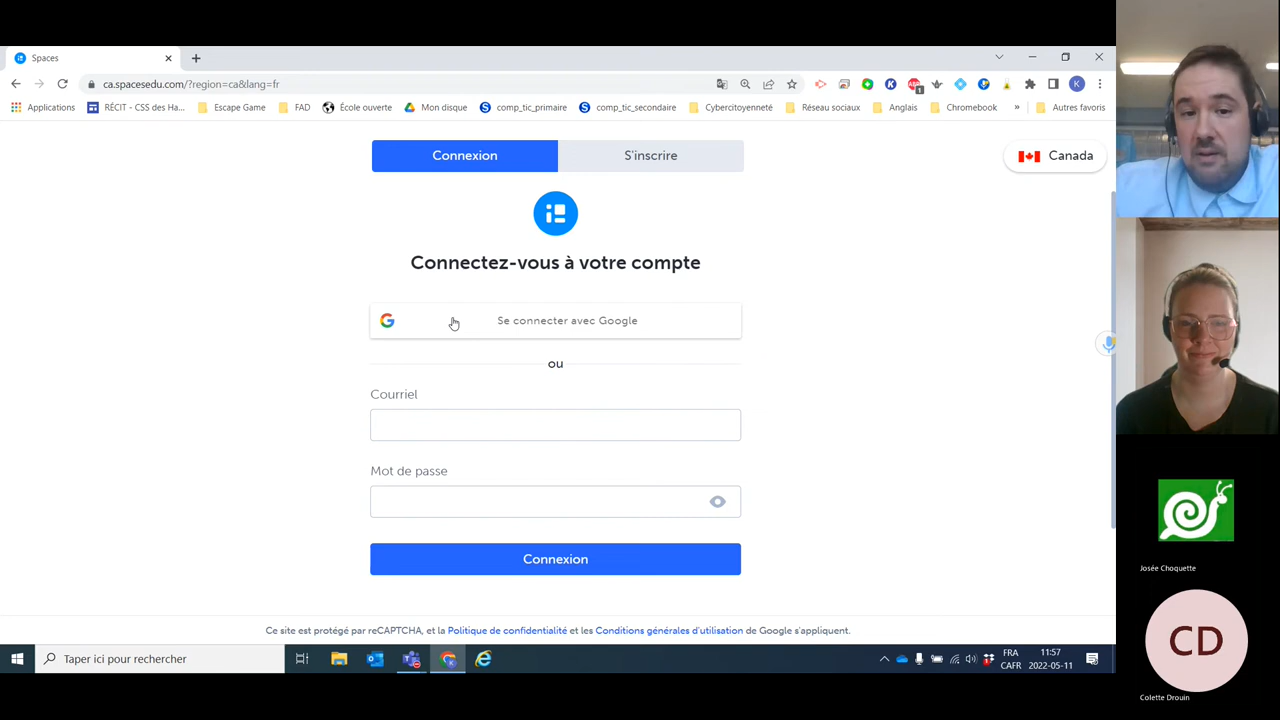 Spaces
ca.spacesedu.com/?region=ca&lang=fr
K
Applications
RÉCIT - CSS des Ha...
Escape Game
FAD
École ouverte
Mon disque
comp_tic_primaire
comp_tic_secondaire
Cybercitoyenneté
Réseau sociaux
Anglais
Chromebook
»
Autres favoris
Connexion
S'inscrire
Canada
Connectez-vous à votre compte
Se connecter avec Google
ou
Courriel
Mot de passe
Connexion
Ce site est protégé par reCAPTCHA, et la Politique de confidentialité et les Conditions générales d'utilisation de Google s'appliquent.
Josée Choquette
CD
Colette Drouin
Taper ici pour rechercher
FRA
CAFR
11:57
2022-05-11